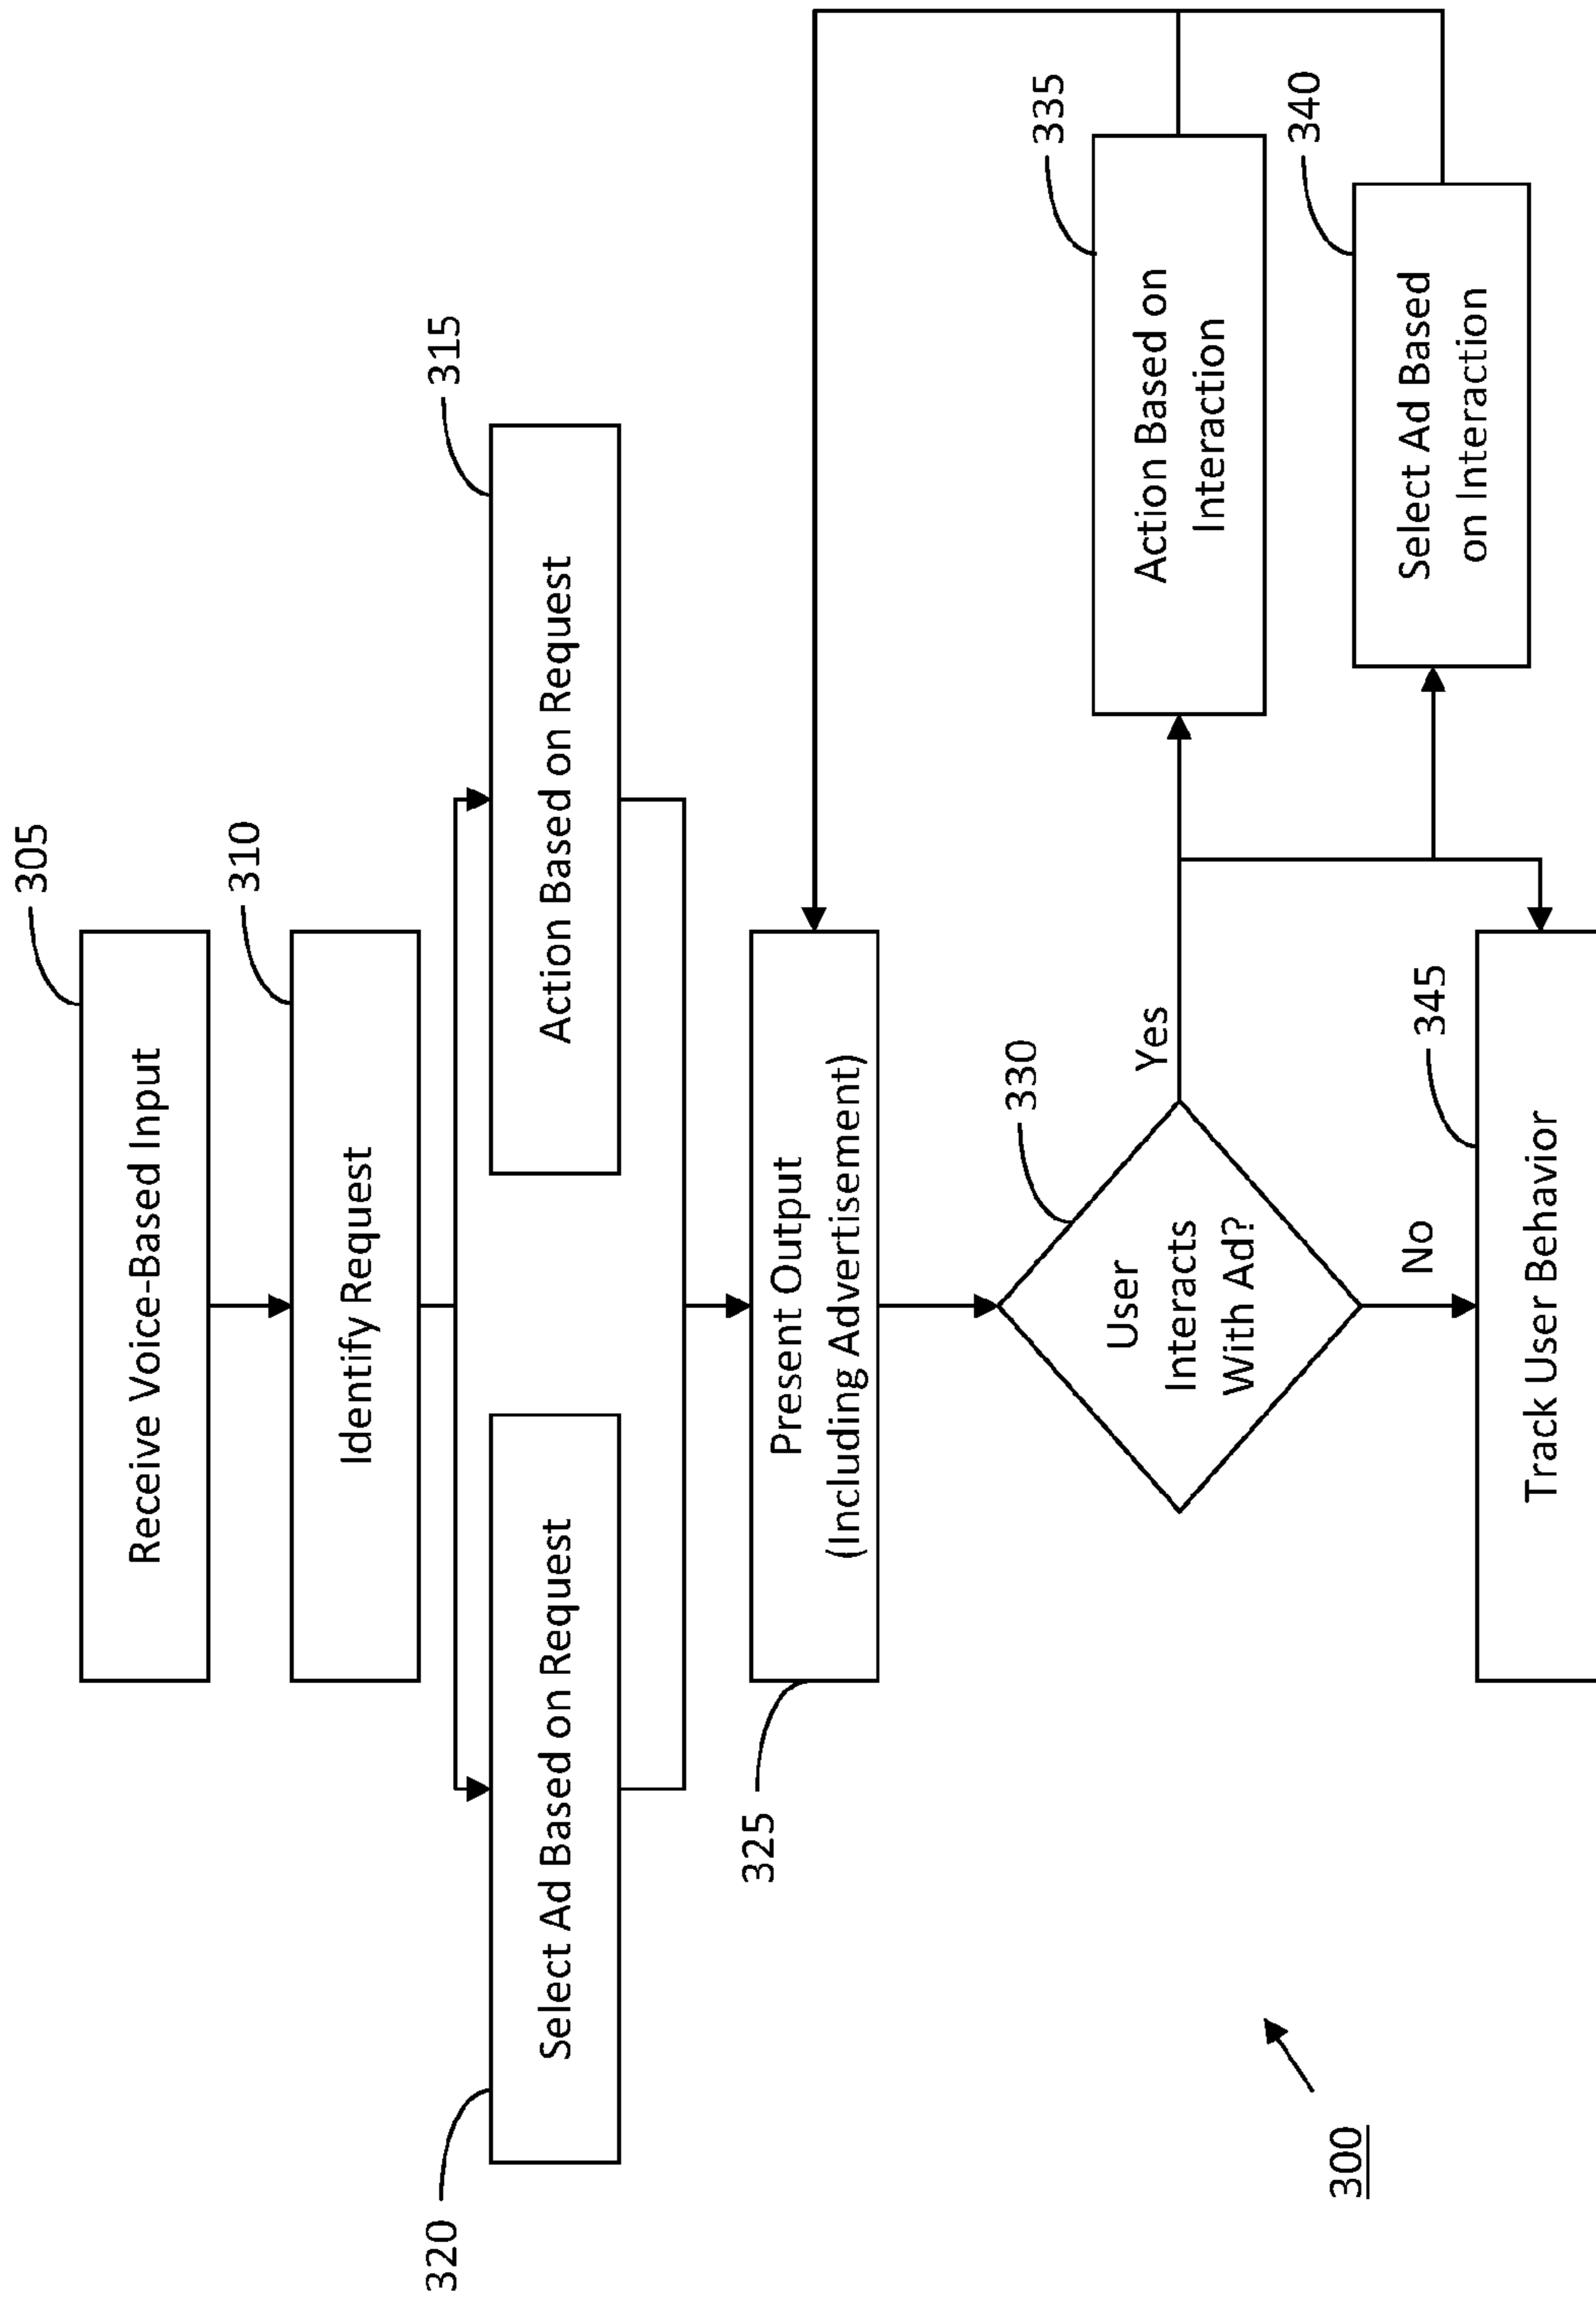 305
Receive Voice-Based Input
310
Identify Request
320
Select Ad Based on Request
315
Action Based on Request
325
Present Output
(Including Advertisement)
330
User
Interacts
With Ad?
Yes
335
Action Based on
Interaction
340
Select Ad Based
on Interaction
No
345
Track User Behavior
300